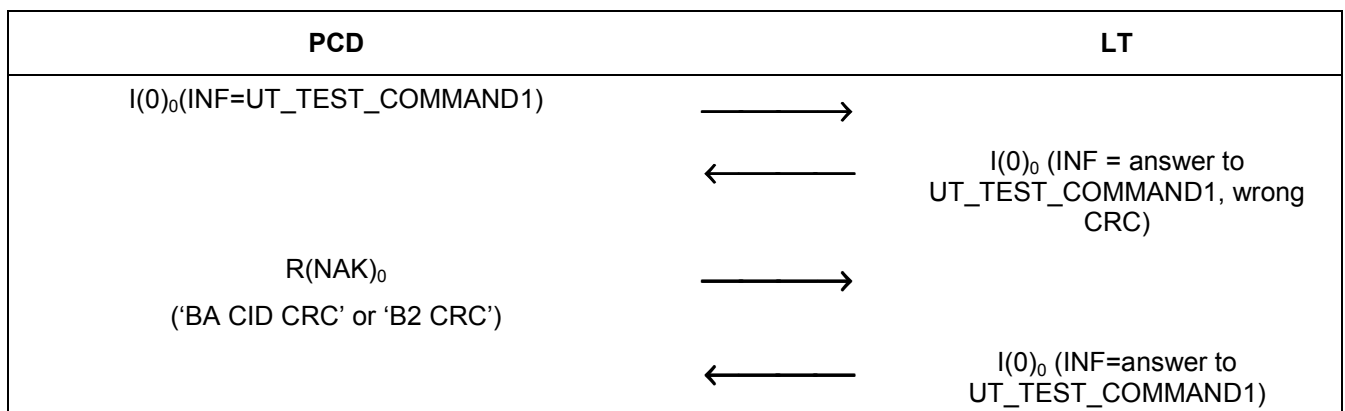 PCD LT
I(0)₀(INF=UT_TEST_COMMAND1)
I(0)₀ (INF = answer to
UT_TEST_COMMAND1, wrong
CRC)
R(NAK)₀
(‘BA CID CRC’ or ‘B2 CRC’)
I(0)₀ (INF=answer to
UT_TEST_COMMAND1)